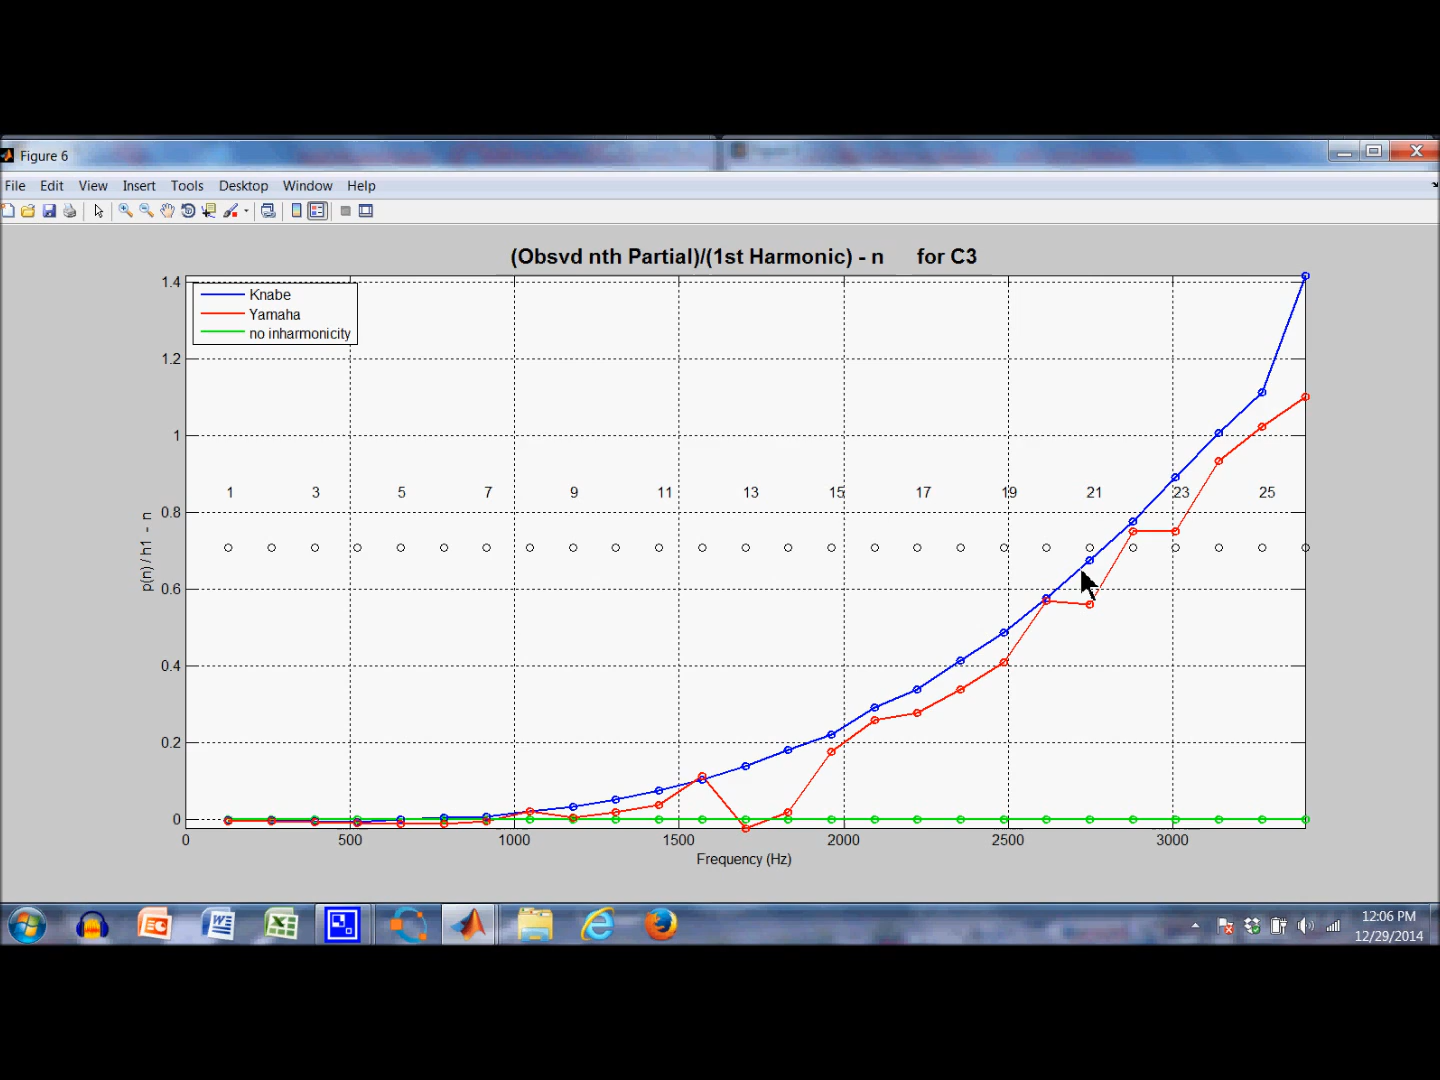 Figure 6
File Edit View Insert Tools Desktop Window Help
(Obsvd nth Partial)/(1st Harmonic) - n for C3
Knabe
Yamaha
no inharmonicity
1.4
1.2
1
0.8
0.6
0.4
0.2
0
p(n) / h1 - n
1 3 5 7 9 11 13 15 17 19 21 23 25
0 500 1000 1500 2000 2500 3000
Frequency (Hz)
12:06 PM
12/29/2014